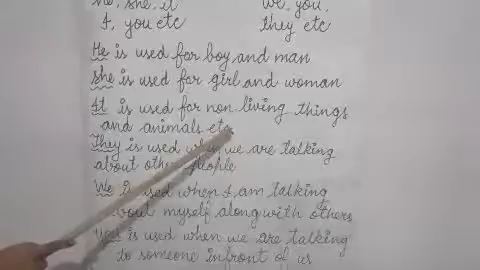 he, she, it we, you,
I, you etc they etc
He is used for boy and man
she is used for girl and woman
It is used for non living things
and animals etc
They is used when we are talking
about other people
We is used when I am talking
about myself along with others
you is used when we are talking
to someone infront of us